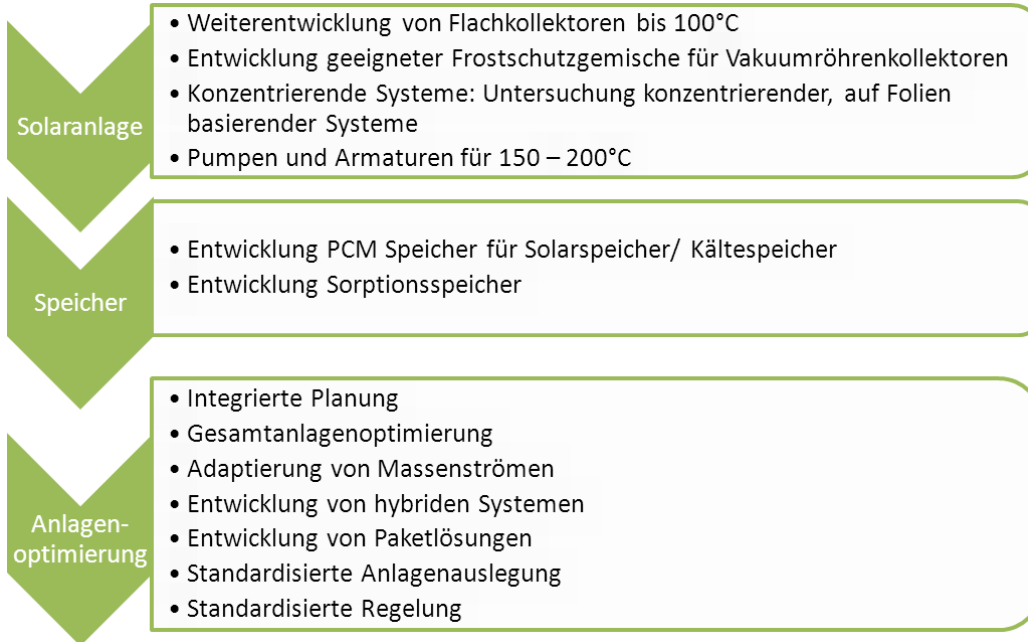 Solaranlage
• Weiterentwicklung von Flachkollektoren bis 100°C
• Entwicklung geeigneter Frostschutzgemische für Vakuumröhrenkollektoren
• Konzentrierende Systeme: Untersuchung konzentrierender, auf Folien
basierender Systeme
• Pumpen und Armaturen für 150 – 200°C
Speicher
• Entwicklung PCM Speicher für Solarspeicher/ Kältespeicher
• Entwicklung Sorptionsspeicher
Anlagen-
optimierung
• Integrierte Planung
• Gesamtanlagenoptimierung
• Adaptierung von Massenströmen
• Entwicklung von hybriden Systemen
• Entwicklung von Paketlösungen
• Standardisierte Anlagenauslegung
• Standardisierte Regelung